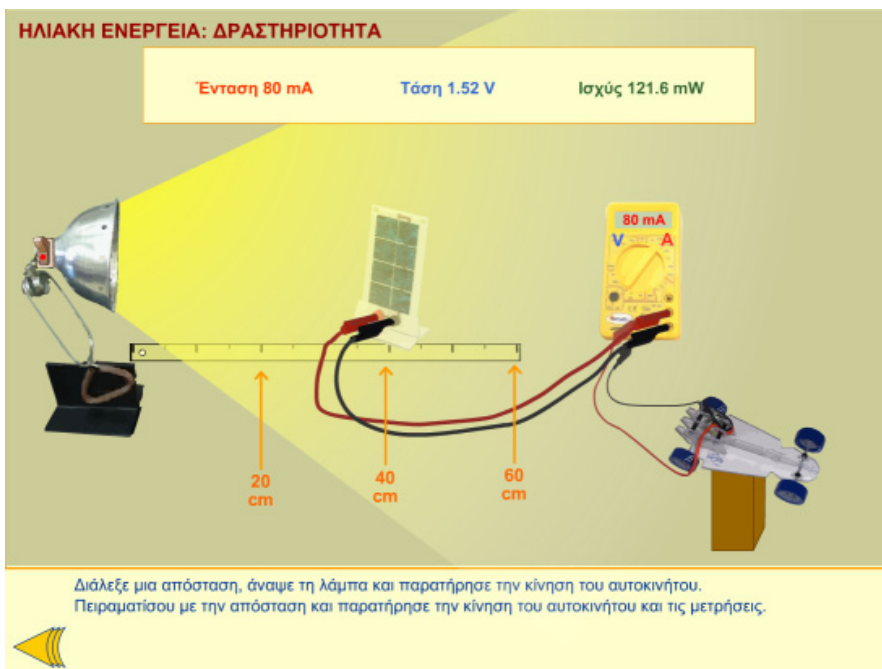 ΗΛΙΑΚΗ ΕΝΕΡΓΕΙΑ: ΔΡΑΣΤΗΡΙΟΤΗΤΑ
Ένταση 80 mA Τάση 1.52 V Ισχύς 121.6 mW
80 mA
V A
20 cm
40 cm
60 cm
Διάλεξε μια απόσταση, άναψε τη λάμπα και παρατήρησε την κίνηση του αυτοκινήτου.
Πειραματίσου με την απόσταση και παρατήρησε την κίνηση του αυτοκινήτου και τις μετρήσεις.